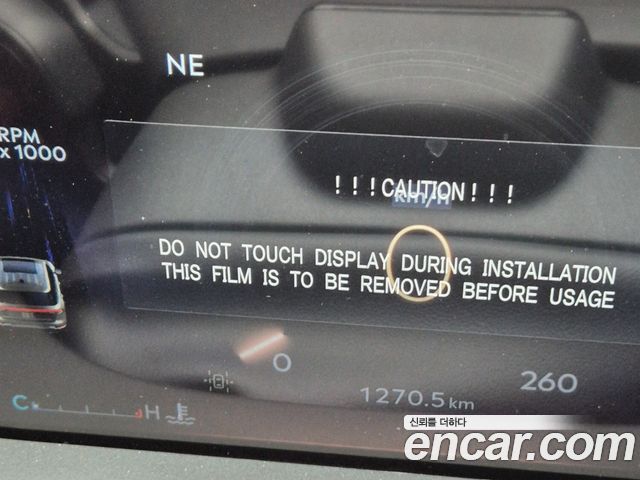 NE
RPM
x 1000
!!!CAUTION!!!
km/h
DO NOT TOUCH DISPLAY DURING INSTALLATION
THIS FILM IS TO BE REMOVED BEFORE USAGE
0
260
1270.5 km
C H
신뢰를 더하다
encar.com